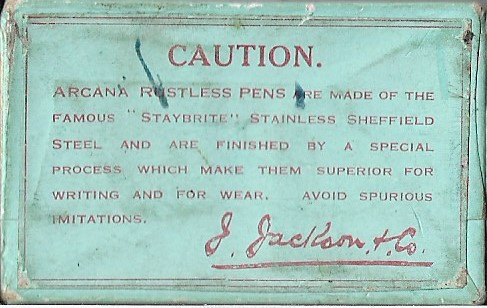 CAUTION.
ARCANA RUSTLESS PENS ARE MADE OF THE
FAMOUS "STAYBRITE" STAINLESS SHEFFIELD
STEEL AND ARE FINISHED BY A SPECIAL
PROCESS WHICH MAKE THEM SUPERIOR FOR
WRITING AND FOR WEAR. AVOID SPURIOUS
IMITATIONS.
J. Jackson. & Co.